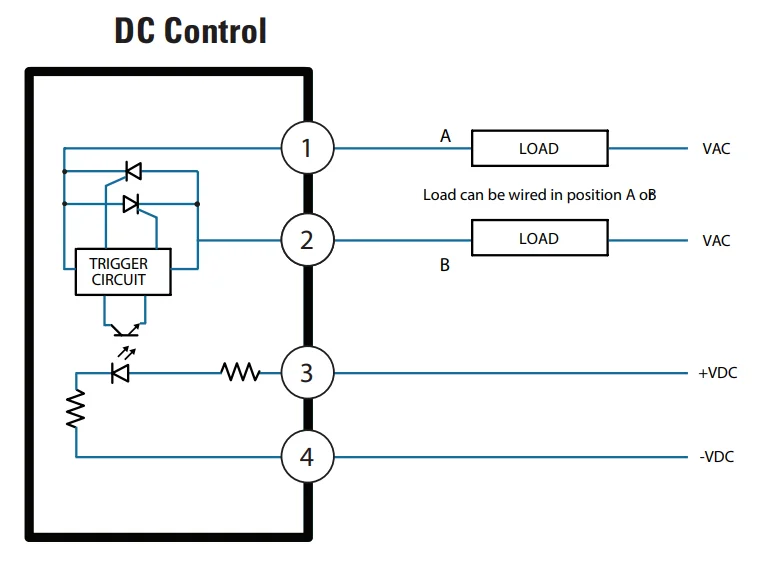 DC Control
1
A
LOAD
VAC
Load can be wired in position A oB
2
B
LOAD
VAC
TRIGGER
CIRCUIT
3
+VDC
4
-VDC